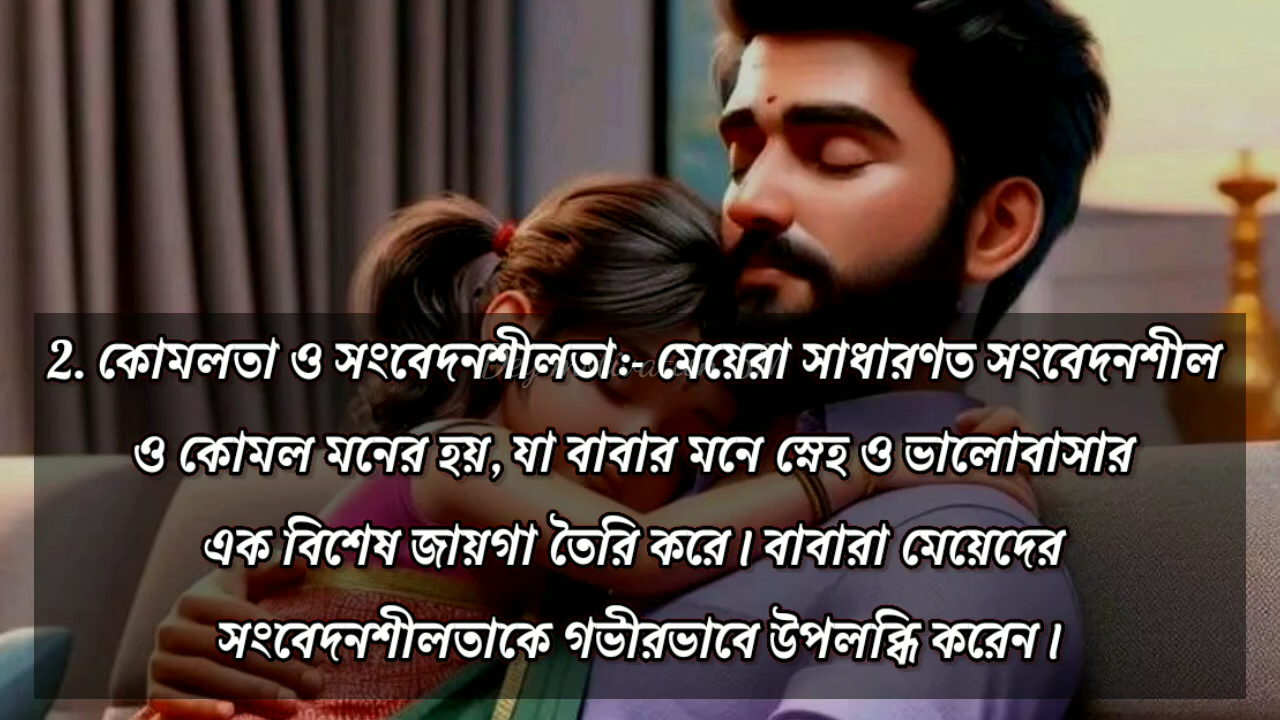 2. কোমলতা ও সংবেদনশীলতা:- মেয়েরা সাধারণত সংবেদনশীল
ও কোমল মনের হয়, যা বাবার মনে স্নেহ ও ভালোবাসার
এক বিশেষ জায়গা তৈরি করে। বাবারা মেয়েদের
সংবেদনশীলতাকে গভীরভাবে উপলব্ধি করেন।